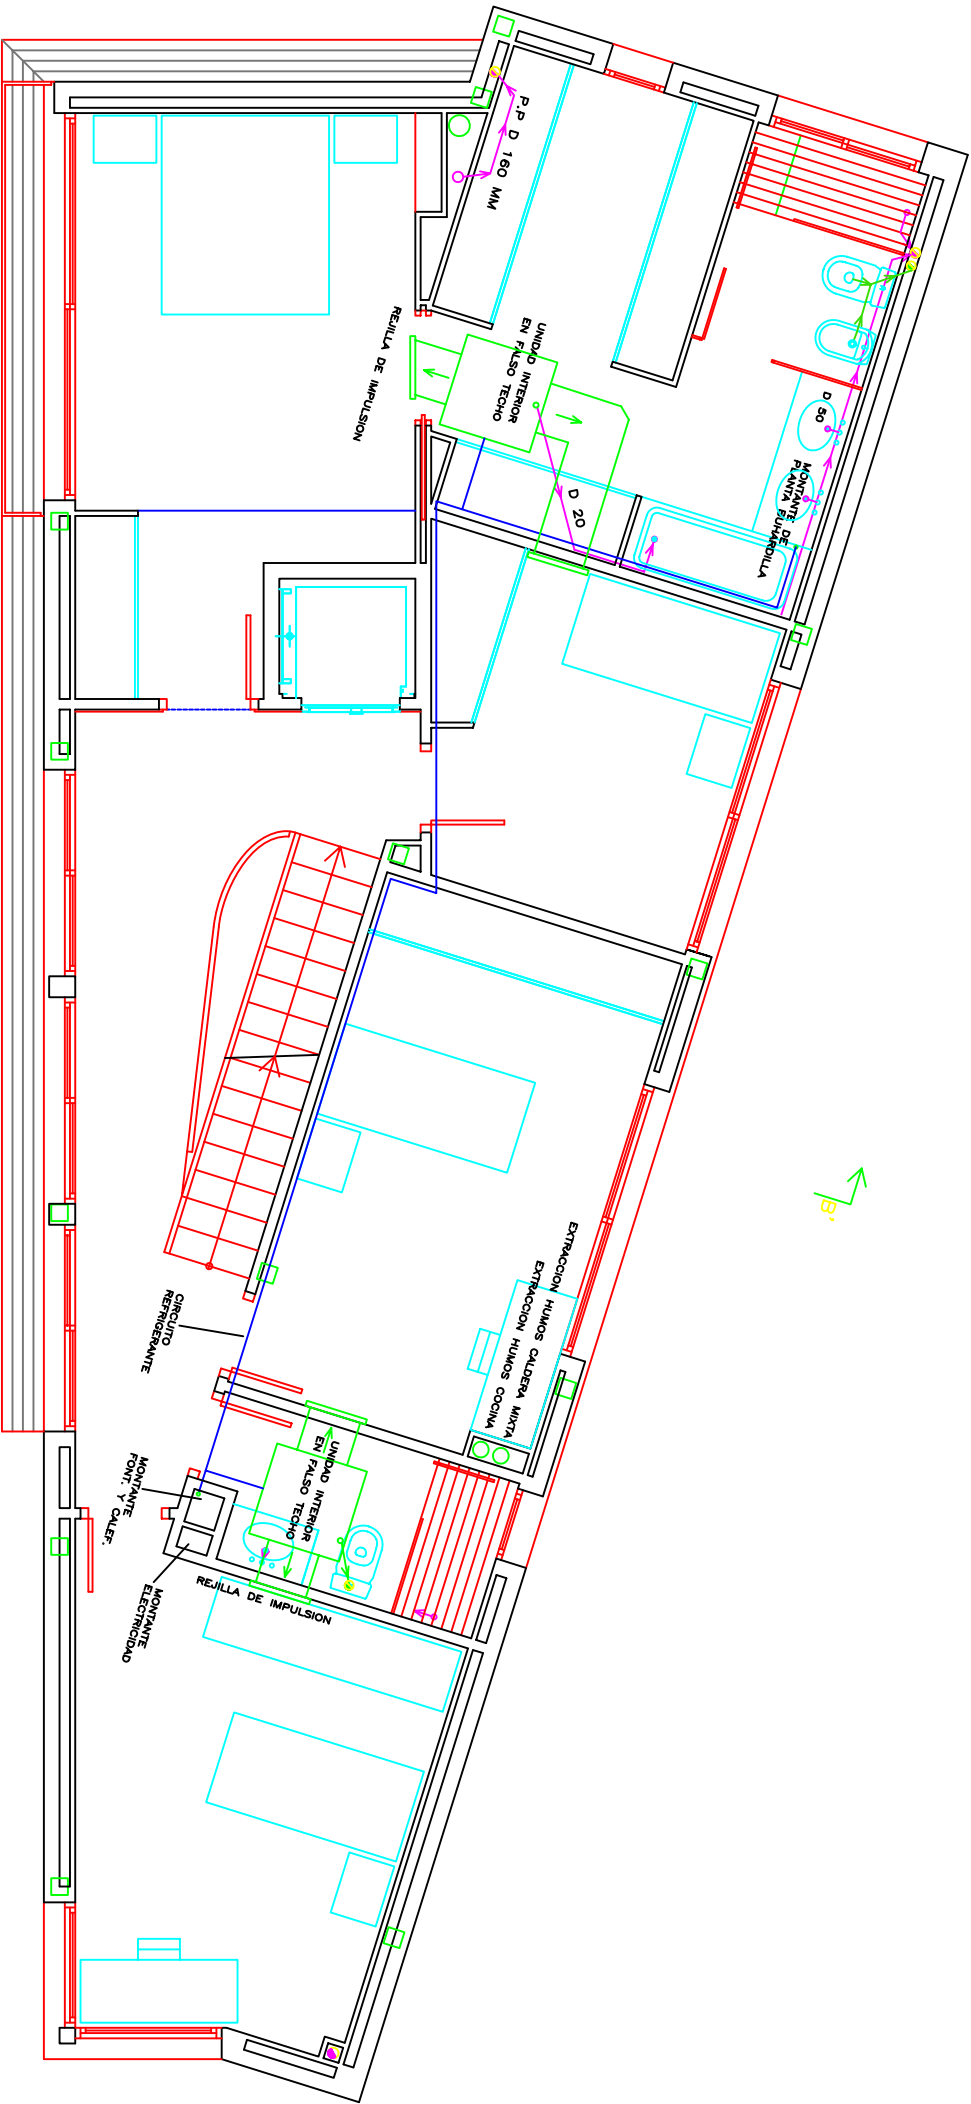 P.P D 160 MM
REJILLA DE IMPULSION
UNIDAD INTERIOR
EN FALSO TECHO
D 20
D 50
MONTANTE DE
PLANTA BUHARDILLA
B'
EXTRACCION HUMOS CALDERA MIXTA
EXTRACCION HUMOS COCINA
CIRCUITO
REFRIGERANTE
UNIDAD INTERIOR
EN FALSO TECHO
MONTANTE
FONT. Y CALEF.
MONTANTE
ELECTRICIDAD
REJILLA DE IMPULSION